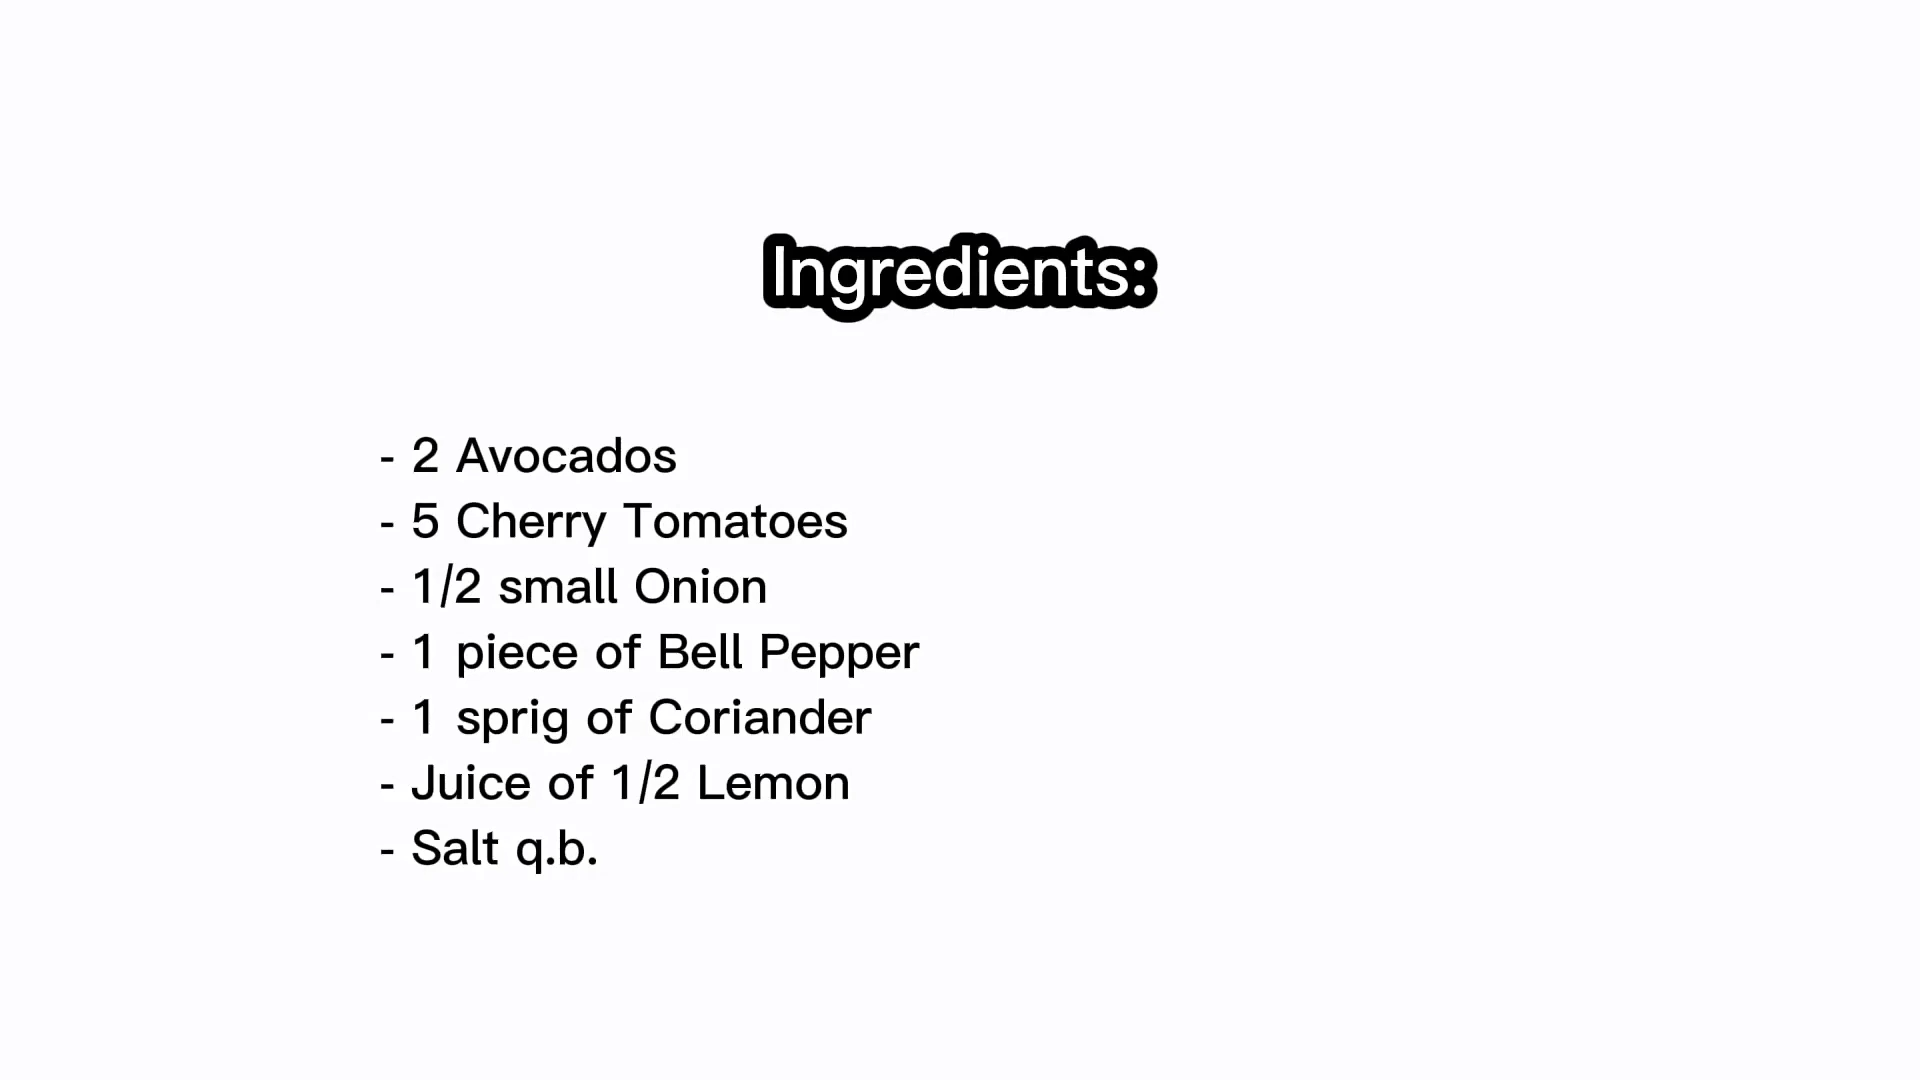 Ingredients:
- 2 Avocados
- 5 Cherry Tomatoes
- 1/2 small Onion
- 1 piece of Bell Pepper
- 1 sprig of Coriander
- Juice of 1/2 Lemon
- Salt q.b.